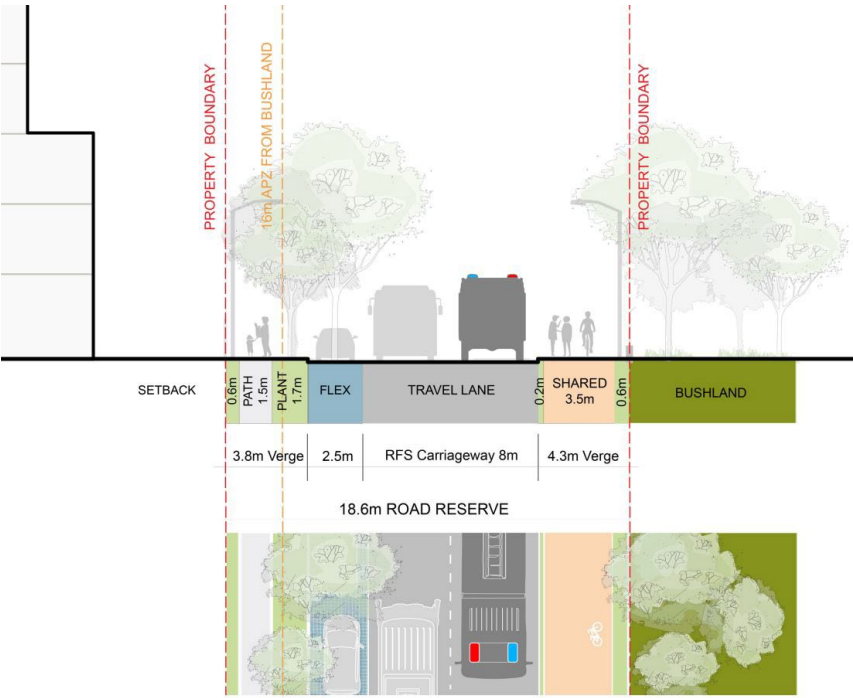 PROPERTY BOUNDARY
16m APZ FROM BUSHLAND
PROPERTY BOUNDARY
SETBACK
0.6m
PATH
1.5m
PLANT
1.7m
FLEX
TRAVEL LANE
0.2m
SHARED
3.5m
0.6m
BUSHLAND
3.8m Verge
2.5m
RFS Carriageway 8m
4.3m Verge
18.6m ROAD RESERVE